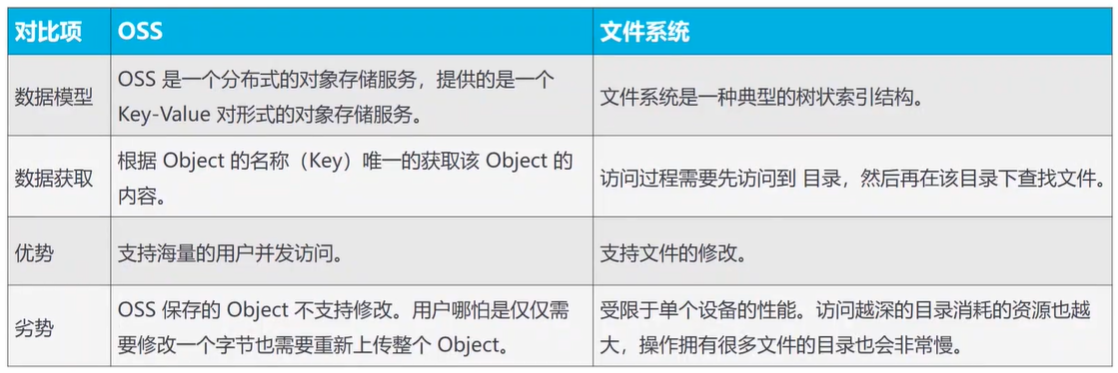 对比项 OSS 文件系统
数据模型
OSS 是一个分布式的对象存储服务，提供的是一个
Key-Value 对形式的对象存储服务。
文件系统是一种典型的树状索引结构。
数据获取
根据 Object 的名称（Key）唯一的获取该 Object 的
内容。
访问过程需要先访问到 目录，然后再在该目录下查找文件。
优势
支持海量的用户并发访问。
支持文件的修改。
劣势
OSS 保存的 Object 不支持修改。用户哪怕是仅仅需
要修改一个字节也需要重新上传整个 Object。
受限于单个设备的性能。访问越深的目录消耗的资源也越
大，操作拥有很多文件的目录也会非常慢。